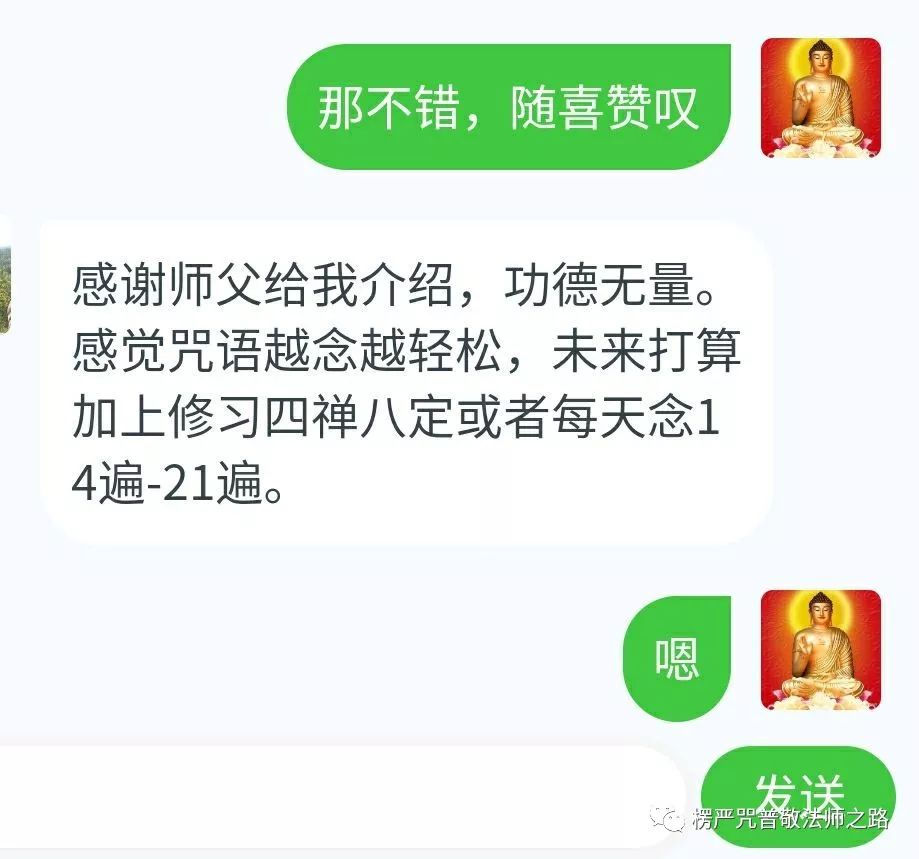 那不错，随喜赞叹
感谢师父给我介绍，功德无量。
感觉咒语越念越轻松，未来打算
加上修习四禅八定或者每天念1
4遍-21遍。
嗯
发送
楞严咒普敬法师之路